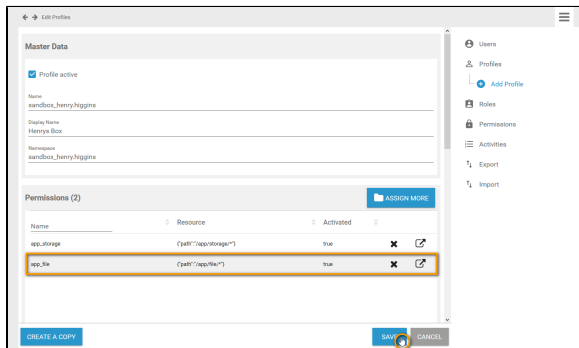 Edit Profiles
Master Data
Profile active
Name
sandbox_henry.higgins
Display Name
Henrys Box
Namespace
sandbox_henry.higgins
Permissions (2)
ASSIGN MORE
Name Resource Activated
app_storage {"path":"/app/storage/*"} true
app_file {"path":"/app/file/*"} true
CREATE A COPY
SAVE
CANCEL
Users
Profiles
Add Profile
Roles
Permissions
Activities
Export
Import